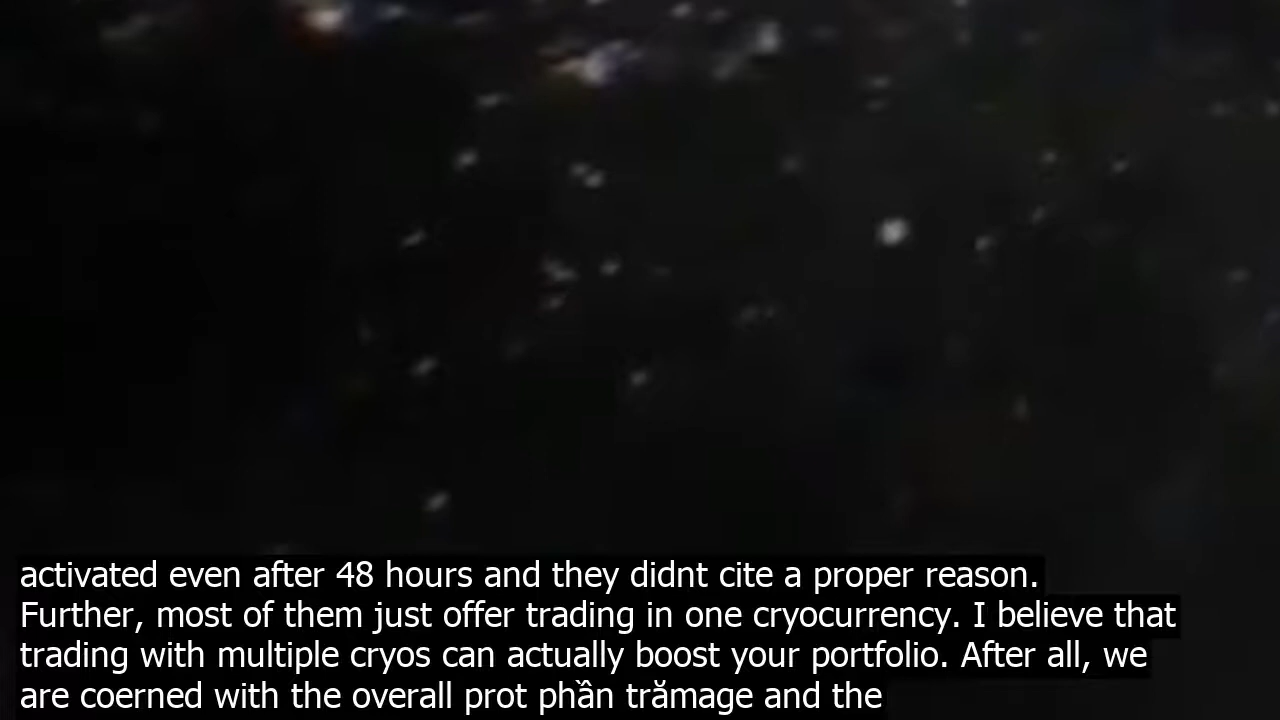 activated even after 48 hours and they didnt cite a proper reason.
Further, most of them just offer trading in one cryocurrency. I believe that
trading with multiple cryos can actually boost your portfolio. After all, we
are coerned with the overall prot phần trămage and the